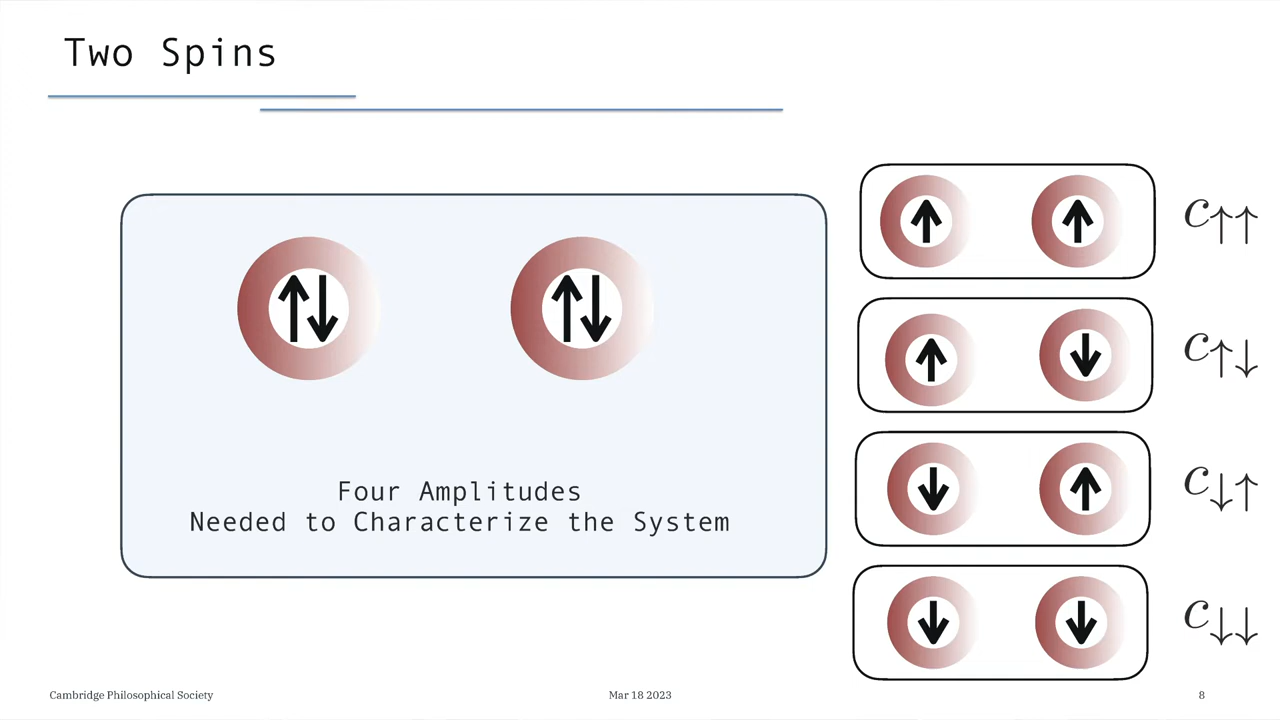 Two Spins
Four Amplitudes
Needed to Characterize the System
c↑↑
c↑↓
c↓↑
c↓↓
Cambridge Philosophical Society
Mar 18 2023
8